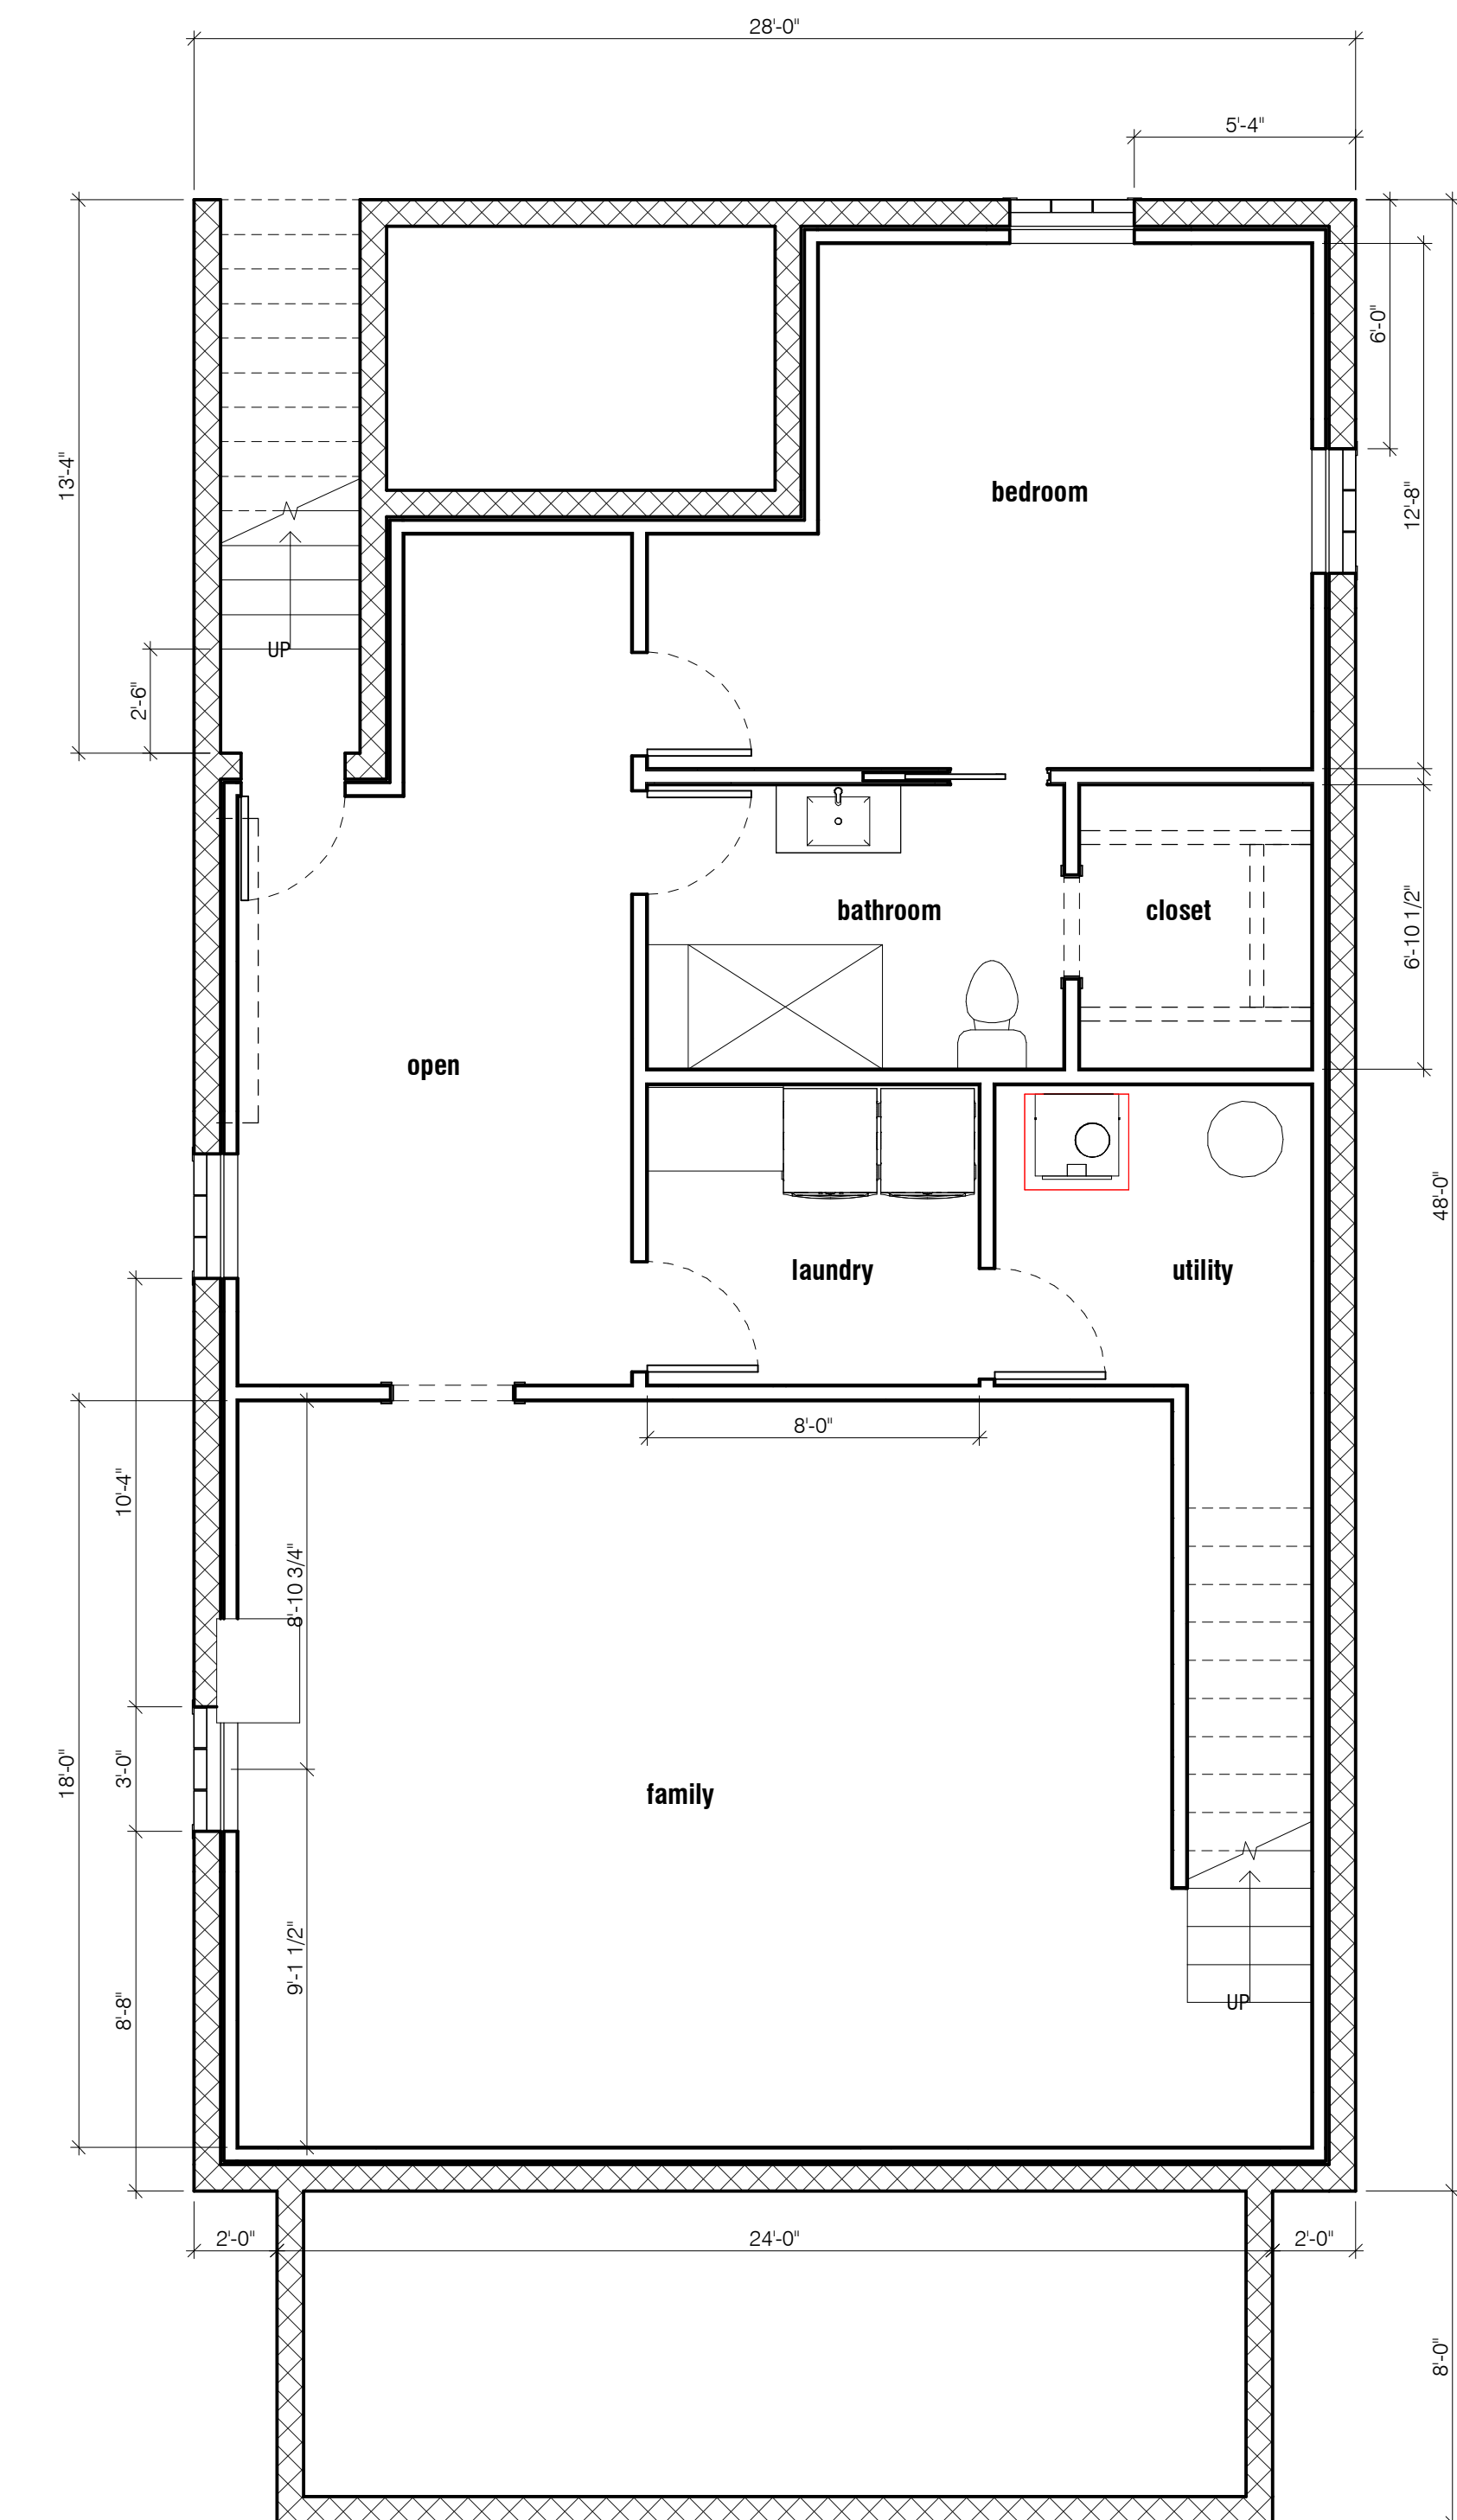 28'-0"
5'-4"
6'-0"
13'-4"
12'-8"
bedroom
UP
2'-6"
bathroom
closet
6'-10 1/2"
open
48'-0"
laundry
utility
8'-0"
10'-4"
8'-10 3/4"
18'-0"
3'-0"
family
9'-1 1/2"
8'-8"
UP
2'-0"
24'-0"
2'-0"
8'-0"